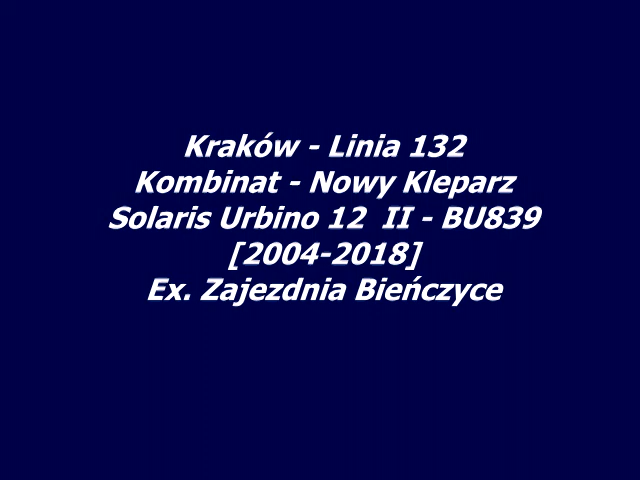 Kraków - Linia 132
Kombinat - Nowy Kleparz
Solaris Urbino 12 II - BU839
[2004-2018]
Ex. Zajezdnia Bieńczyce